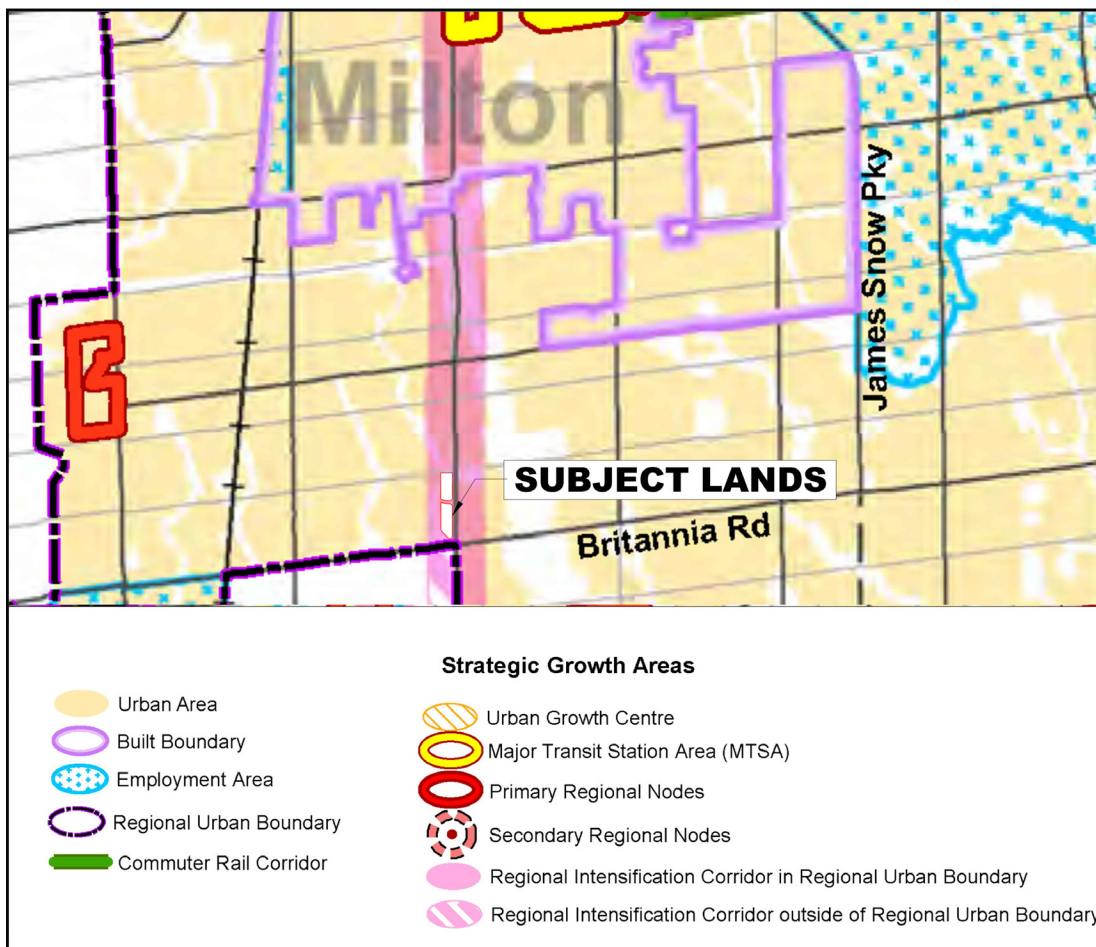 Milton
James Snow Pky
SUBJECT LANDS
Britannia Rd
Strategic Growth Areas
Urban Area
Built Boundary
Employment Area
Regional Urban Boundary
Commuter Rail Corridor
Urban Growth Centre
Major Transit Station Area (MTSA)
Primary Regional Nodes
Secondary Regional Nodes
Regional Intensification Corridor in Regional Urban Boundary
Regional Intensification Corridor outside of Regional Urban Boundary